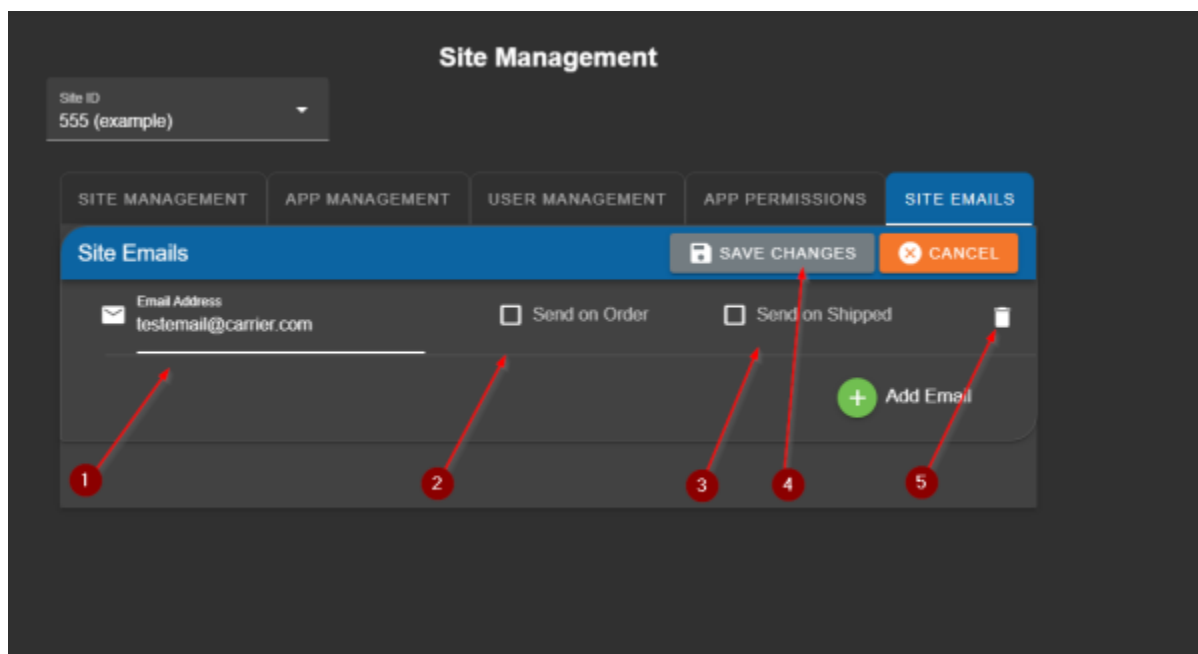 Site Management
Site ID
555 (example)
SITE MANAGEMENT APP MANAGEMENT USER MANAGEMENT APP PERMISSIONS SITE EMAILS
Site Emails SAVE CHANGES CANCEL
Email Address
testemail@carrier.com Send on Order Send on Shipped
Add Email
1 2 3 4 5